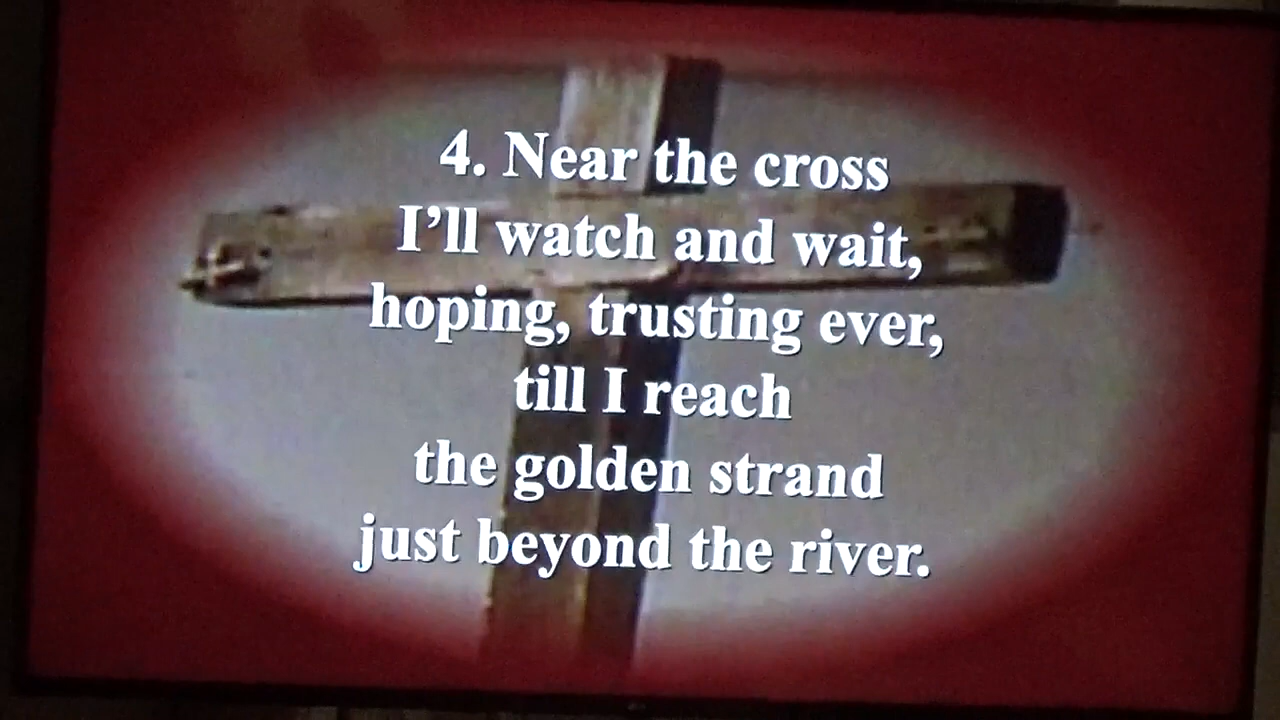 4. Near the cross
I'll watch and wait,
hoping, trusting ever,
till I reach
the golden strand
just beyond the river.